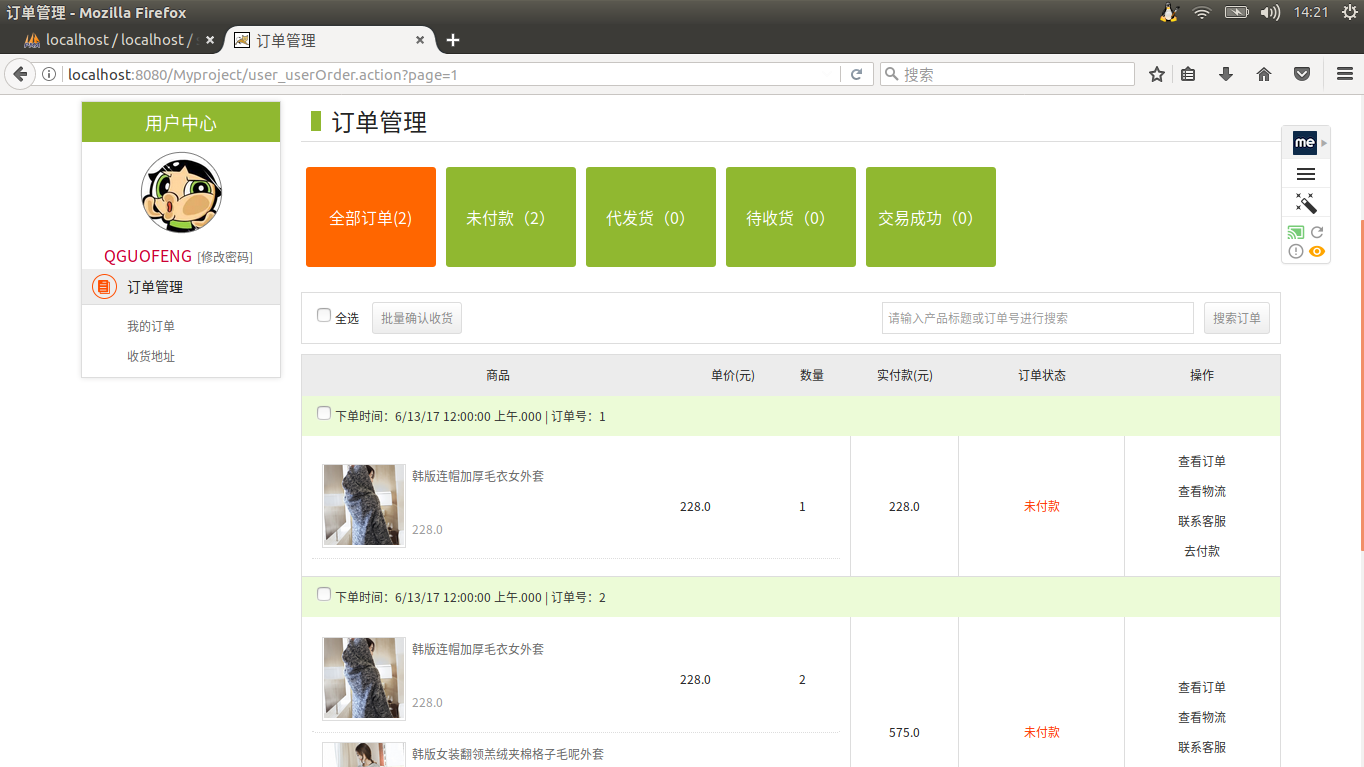 订单管理 - Mozilla Firefox
14:21
localhost / localhost /
订单管理
localhost:8080/Myproject/user_userOrder.action?page=1
搜索
用户中心
QGUOFENG [修改密码]
订单管理
我的订单
收货地址
订单管理
全部订单(2)
未付款（2）
代发货（0）
待收货（0）
交易成功（0）
全选
批量确认收货
请输入产品标题或订单号进行搜索
搜索订单
商品 单价(元) 数量 实付款(元) 订单状态 操作
下单时间：6/13/17 12:00:00 上午.000 | 订单号：1
韩版连帽加厚毛衣女外套
228.0
228.0
1
228.0
未付款
查看订单
查看物流
联系客服
去付款
下单时间：6/13/17 12:00:00 上午.000 | 订单号：2
韩版连帽加厚毛衣女外套
228.0
228.0
2
韩版女装翻领羔绒夹棉格子毛呢外套
575.0
未付款
查看订单
查看物流
联系客服
me